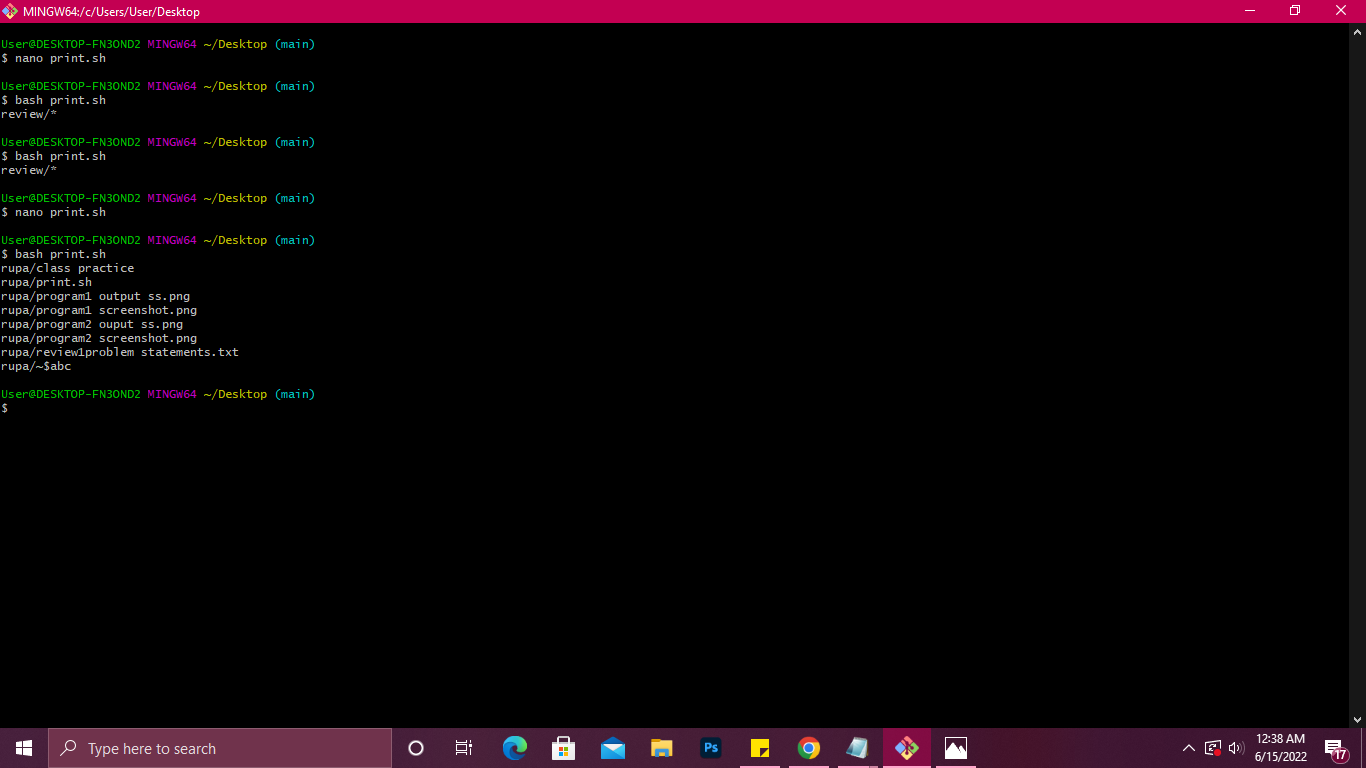 MINGW64:/c/Users/User/Desktop
User@DESKTOP-FN3OND2 MINGW64 ~/Desktop (main)
$ nano print.sh
User@DESKTOP-FN3OND2 MINGW64 ~/Desktop (main)
$ bash print.sh
review/*
User@DESKTOP-FN3OND2 MINGW64 ~/Desktop (main)
$ bash print.sh
review/*
User@DESKTOP-FN3OND2 MINGW64 ~/Desktop (main)
$ nano print.sh
User@DESKTOP-FN3OND2 MINGW64 ~/Desktop (main)
$ bash print.sh
rupa/class practice
rupa/print.sh
rupa/program1 output ss.png
rupa/program1 screenshot.png
rupa/program2 ouput ss.png
rupa/program2 screenshot.png
rupa/review1problem statements.txt
rupa/~$abc
User@DESKTOP-FN3OND2 MINGW64 ~/Desktop (main)
$
Type here to search
Ps
12:38 AM
6/15/2022
17